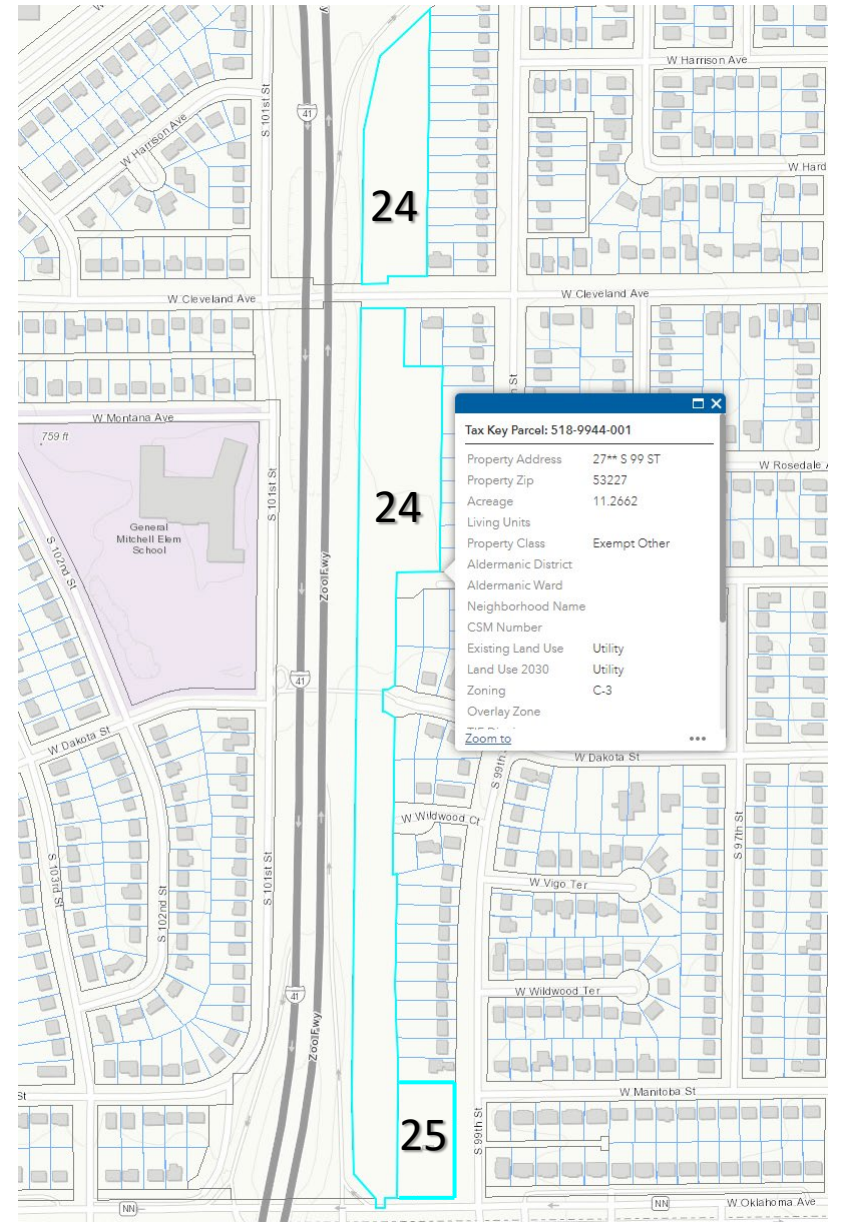 W Harrison Ave
S 101st St
41
W Harrison Ave
W Hard
24
W Cleveland Ave
W Cleveland Ave
W Montana Ave
759 ft
General
Mitchell Elem
School
S 101st St
S 102nd St
Zoo Fwy
24
41
St
Tax Key Parcel: 518-9944-001
Property Address 27** S 99 ST
Property Zip 53227
Acreage 11.2662
Living Units
Property Class Exempt Other
Aldermanic District
Aldermanic Ward
Neighborhood Name
CSM Number
Existing Land Use Utility
Land Use 2030 Utility
Zoning C-3
Overlay Zone
Zoom to
W Rosedale
W Dakota St
W Dakota St
S 99th
W Wildwood Ct
S 97th St
S 103rd St
S 102nd St
S 101st St
W Vigo Ter
W Wildwood Ter
41
Zoo Fwy
W Manitoba St
St
25
S 99th St
NN
NN
W Oklahoma Ave